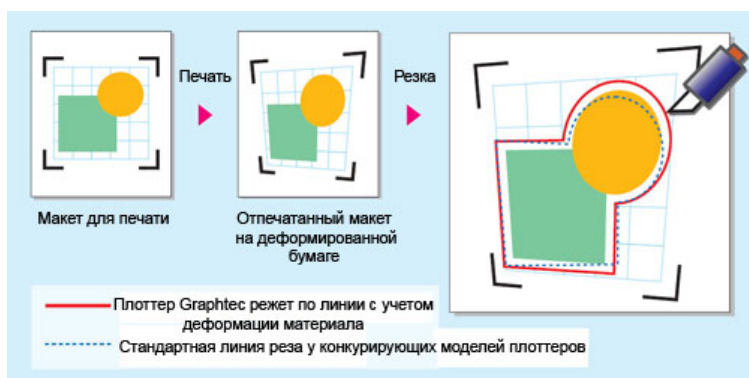 Печать
Резка
Макет для печати
Отпечатанный макет
на деформированной
бумаге
Плоттер Graphtec режет по линии с учетом
деформации материала
Стандартная линия реза у конкурирующих моделей плоттеров